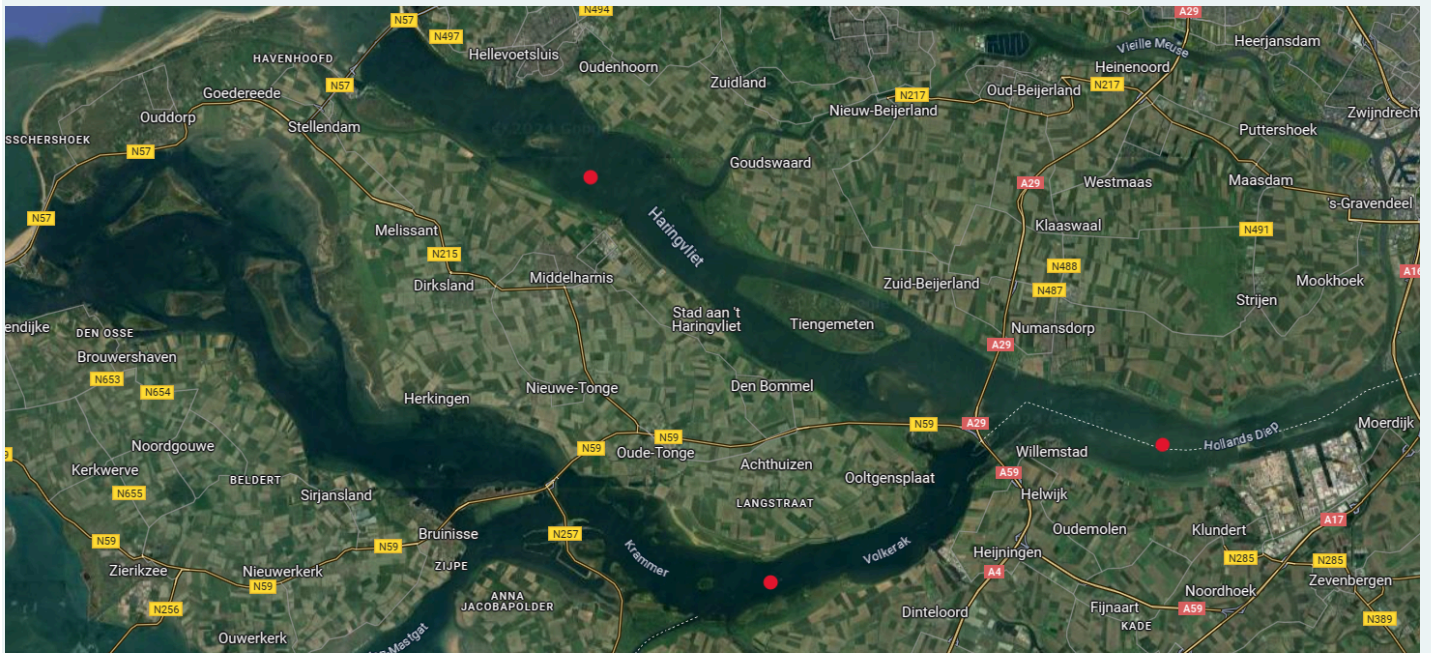 N494
A29
N57
N497
Vieille Meuse
Heerjansdam
HAVENHOOFD
Hellevoetsluis
Oudenhoorn
Heinenoord
Zuidland
N57
N217
Oud-Beijerland
N217
Goedereede
Ouddorp
Nieuw-Beijerland
Zwijndrecht
Stellendam
Puttershoek
SSCHERSHOEK
N57
Goudswaard
A29
Westmaas
Maasdam
's-Gravendeel
N57
Haringvliet
Klaaswaal
N491
Melissant
N215
N488
A16
Middelharnis
Dirksland
Zuid-Beijerland
N487
Mookhoek
Strijen
Stad aan 't
Haringvliet
Tiengemeten
Numansdorp
endijke
DEN OSSE
A29
Brouwershaven
N653
N654
Nieuwe-Tonge
Den Bommel
Herkingen
N59
A29
Moerdijk
Hollands Diep
Noordgouwe
N59
N59
Oude-Tonge
Willemstad
9
Kerkwerve
Achthuizen
A59
BELDERT
Ooltgensplaat
N655
Sirjansland
LANGSTRAAT
Helwijk
A17
Oudemolen
Klundert
Bruinisse
N257
N59
N59
Krammer
Volkerak
Heijningen
N285
N285
ZIJPE
Zierikzee
Nieuwerkerk
A4
Zevenbergen
N59
Noordhoek
ANNA
JACOBAPOLDER
N256
Dinteloord
Fijnaart
A59
KADE
N389
Ouwerkerk
-Mastgat